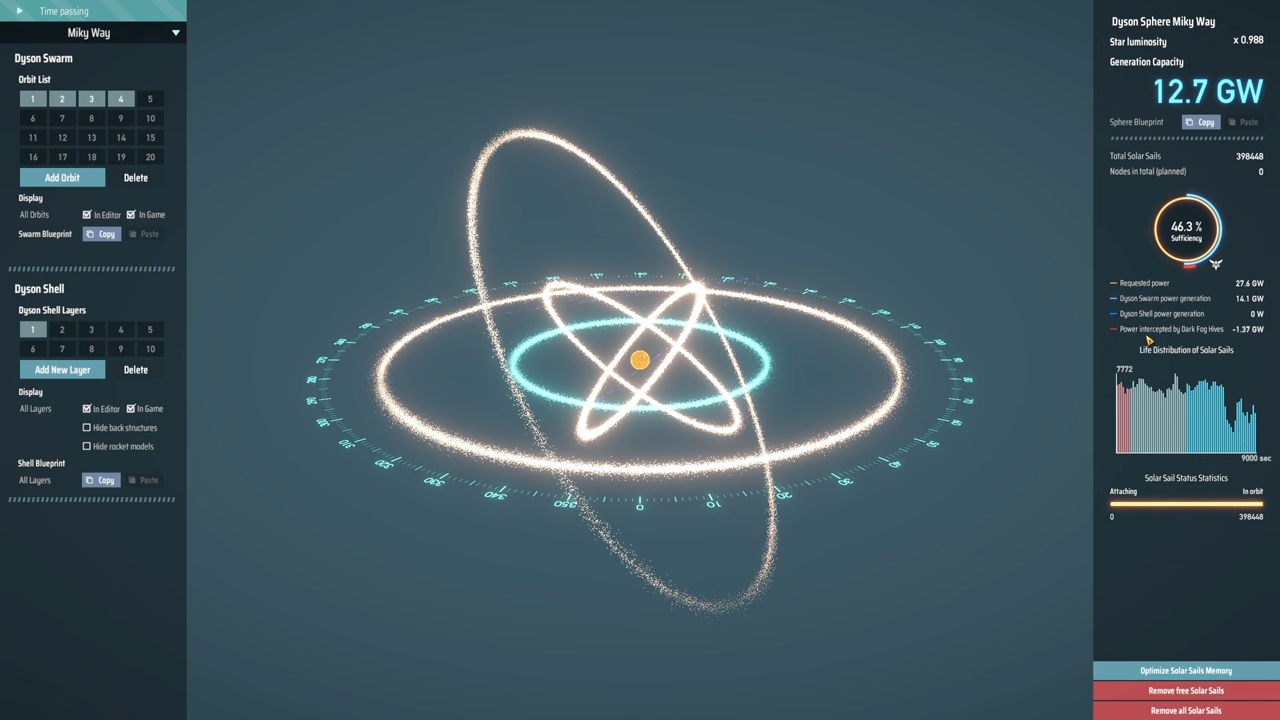 Time passing
Miky Way
Dyson Swarm
Orbit List
1 2 3 4 5
6 7 8 9 10
11 12 13 14 15
16 17 18 19 20
Add Orbit Delete
Display
All Orbits In Editor In Game
Swarm Blueprint Copy Paste
Dyson Shell
Dyson Shell Layers
1 2 3 4 5
6 7 8 9 10
Add New Layer Delete
Display
All Layers In Editor In Game
Hide back structures
Hide rocket models
Shell Blueprint
All Layers Copy Paste
340 350 0 10 20 30
Dyson Sphere Miky Way
Star luminosity x 0.988
Generation Capacity
12.7 GW
Sphere Blueprint Copy Paste
Total Solar Sails 398448
Nodes in total (planned) 0
46.3 %
Sufficiency
Requested power 27.6 GW
Dyson Swarm power generation 14.1 GW
Dyson Shell power generation 0 W
Power intercepted by Dark Fog Hives -1.37 GW
Life Distribution of Solar Sails
7772
9000 sec
Solar Sail Status Statistics
Attaching In orbit
0 398448
Optimize Solar Sails Memory
Remove free Solar Sails
Remove all Solar Sails